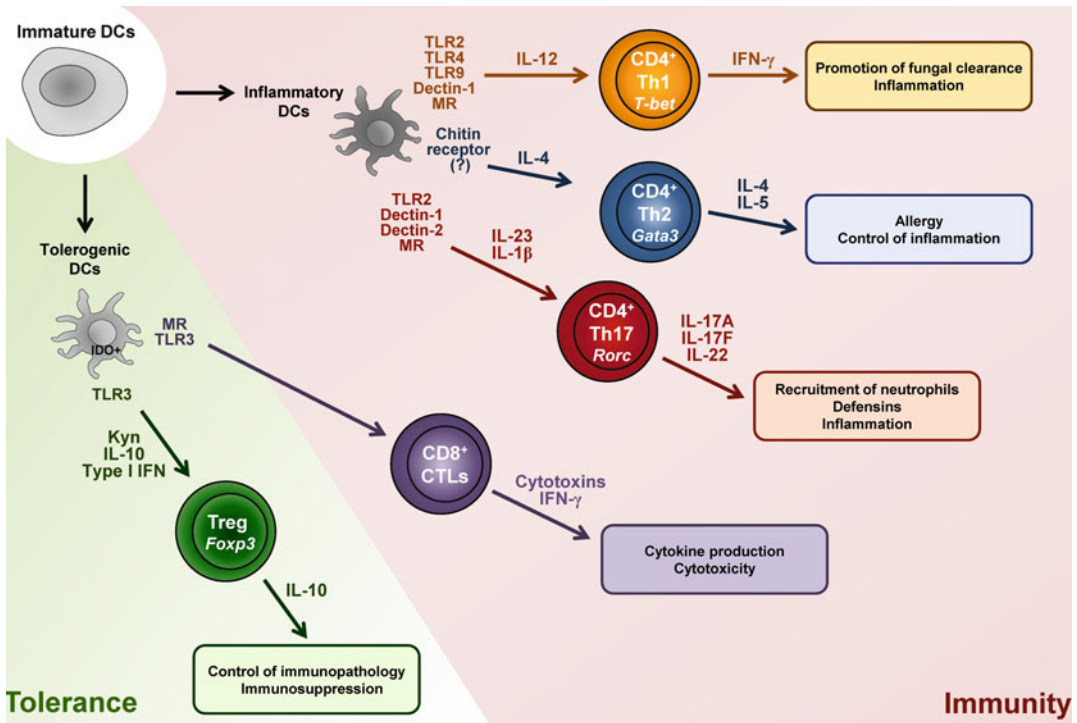 Immature DCs
Inflammatory
DCs
TLR2
TLR4
TLR9
Dectin-1
MR
IL-12
CD4+
Th1
T-bet
IFN-γ
Promotion of fungal clearance
Inflammation
Chitin
receptor
(?)
IL-4
CD4+
Th2
Gata3
IL-4
IL-5
Allergy
Control of inflammation
TLR2
Dectin-1
Dectin-2
MR
IL-23
IL-1β
CD4+
Th17
Rorc
IL-17A
IL-17F
IL-22
Recruitment of neutrophils
Defensins
Inflammation
Tolerogenic
DCs
IDO+
MR
TLR3
CD8+
CTLs
Cytotoxins
IFN-γ
Cytokine production
Cytotoxicity
TLR3
Kyn
IL-10
Type I IFN
Treg
Foxp3
IL-10
Control of immunopathology
Immunosuppression
Tolerance
Immunity